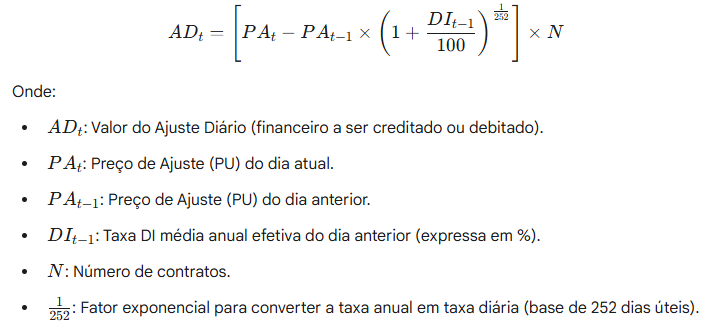 $AD_t = \left[ PA_t - PA_{t-1} \times \left( 1 + \frac{DI_{t-1}}{100} \right)^{\frac{1}{252}} \right] \times N$
Onde:
• $AD_t$: Valor do Ajuste Diário (financeiro a ser creditado ou debitado).
• $PA_t$: Preço de Ajuste (PU) do dia atual.
• $PA_{t-1}$: Preço de Ajuste (PU) do dia anterior.
• $DI_{t-1}$: Taxa DI média anual efetiva do dia anterior (expressa em %).
• $N$: Número de contratos.
• $\frac{1}{252}$: Fator exponencial para converter a taxa anual em taxa diária (base de 252 dias úteis).